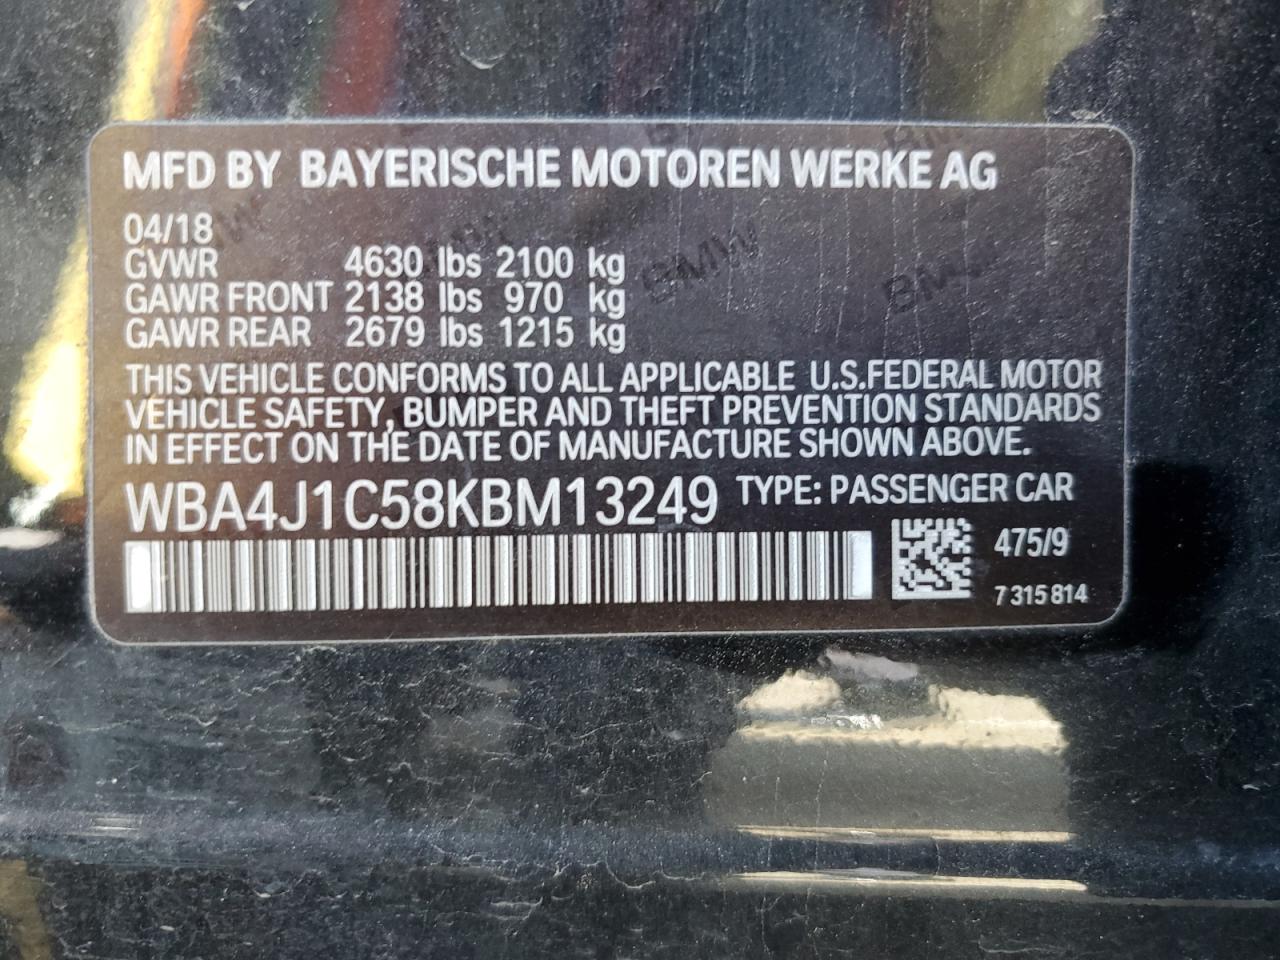 MFD BY BAYERISCHE MOTOREN WERKE AG
04/18
GVWR 4630 lbs 2100 kg
GAWR FRONT 2138 lbs 970 kg
GAWR REAR 2679 lbs 1215 kg
THIS VEHICLE CONFORMS TO ALL APPLICABLE U.S.FEDERAL MOTOR
VEHICLE SAFETY, BUMPER AND THEFT PREVENTION STANDARDS
IN EFFECT ON THE DATE OF MANUFACTURE SHOWN ABOVE.
WBA4J1C58KBM13249 TYPE: PASSENGER CAR
475/9
7 315 814
BMW
BMW